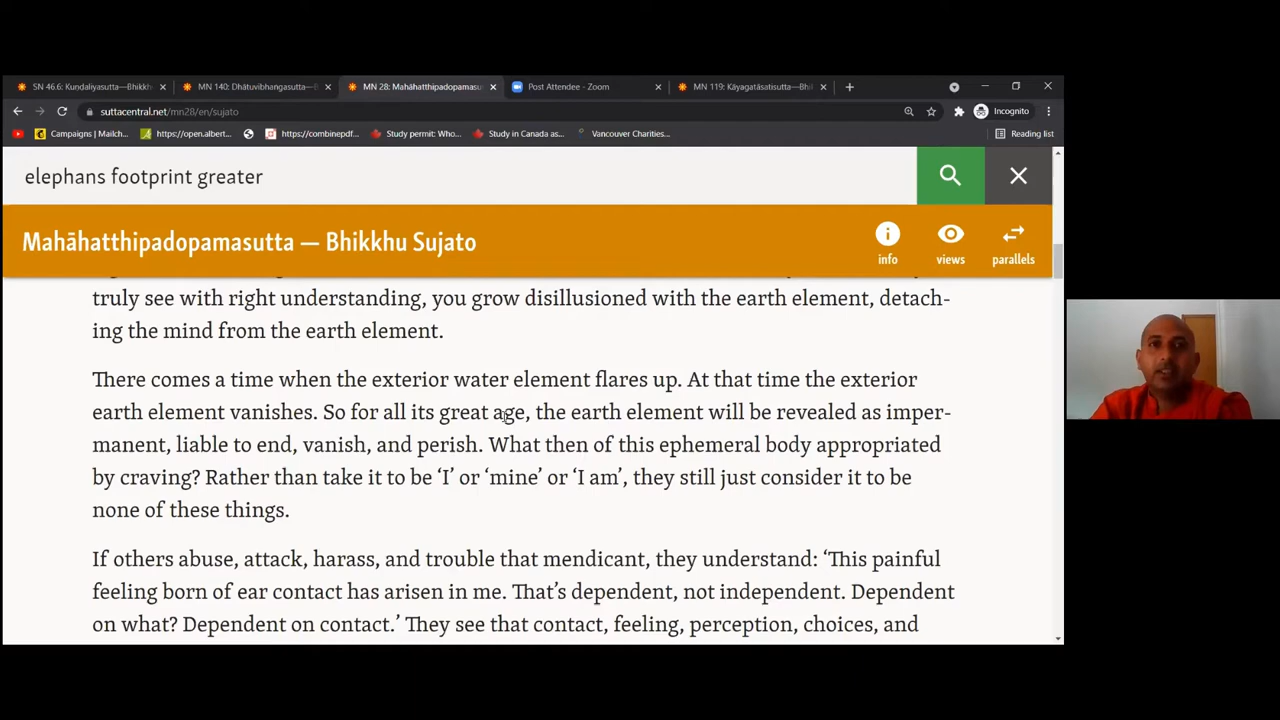 SN 46.6: Kuṇḍaliyasutta—Bhikkh
MN 140: Dhātuvibhaṅgasutta—B
MN 28: Mahāhatthipadopamasu
Post Attendee - Zoom
MN 119: Kāyagatāsatisutta—Bhi
suttacentral.net/mn28/en/sujato
Incognito
Campaigns | Mailch...
https://open.albert...
https://combinepdf...
Study permit: Who...
Study in Canada as...
Vancouver Charities...
Reading list
elephans footprint greater
Mahāhatthipadopamasutta — Bhikkhu Sujato
info
views
parallels
truly see with right understanding, you grow disillusioned with the earth element, detach-
ing the mind from the earth element.
There comes a time when the exterior water element flares up. At that time the exterior
earth element vanishes. So for all its great age, the earth element will be revealed as imper-
manent, liable to end, vanish, and perish. What then of this ephemeral body appropriated
by craving? Rather than take it to be ‘I’ or ‘mine’ or ‘I am’, they still just consider it to be
none of these things.
If others abuse, attack, harass, and trouble that mendicant, they understand: ‘This painful
feeling born of ear contact has arisen in me. That’s dependent, not independent. Dependent
on what? Dependent on contact.’ They see that contact, feeling, perception, choices, and